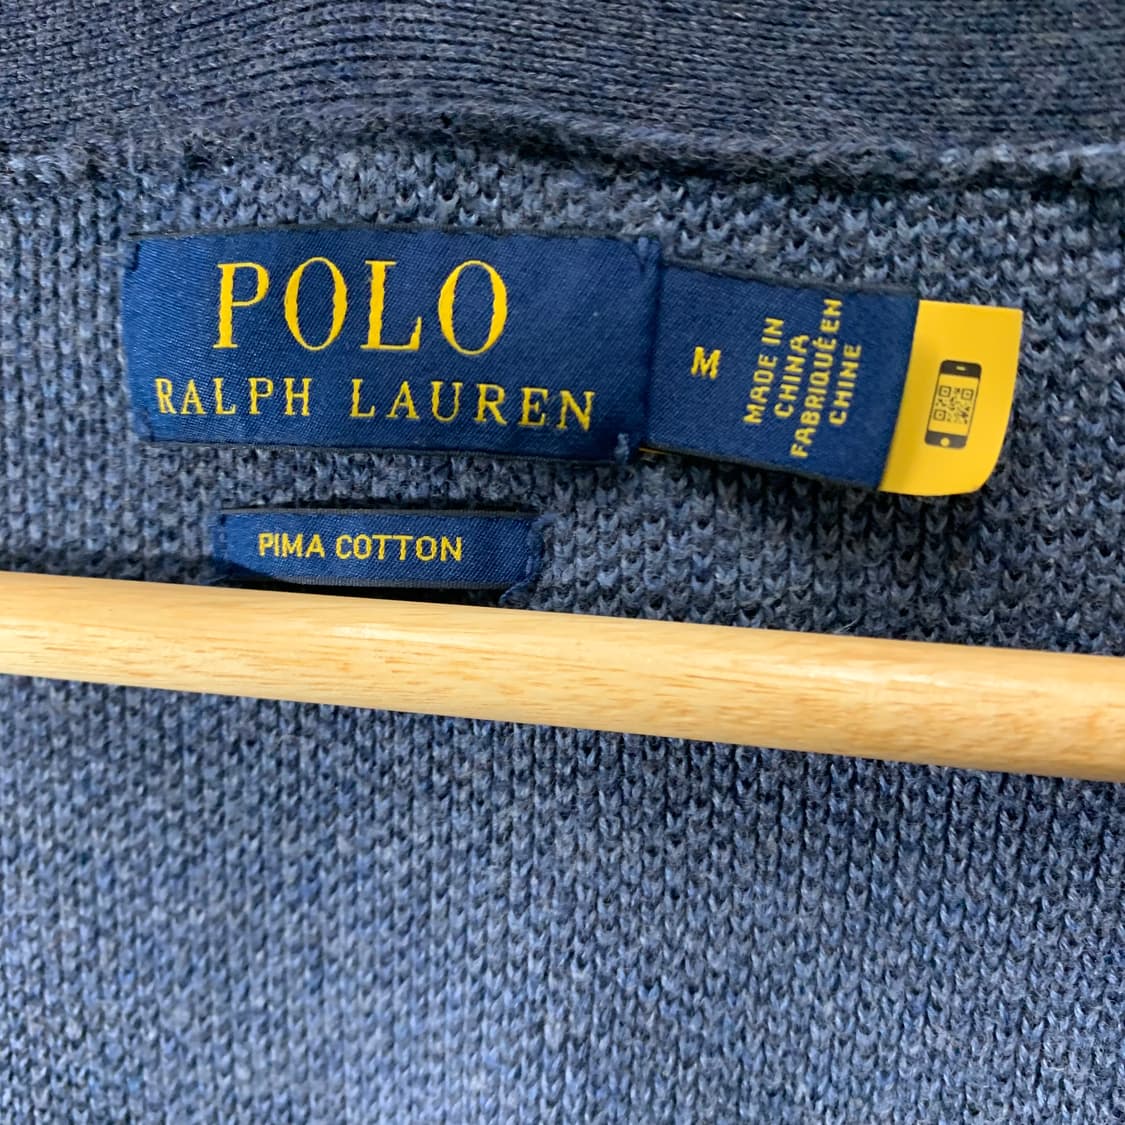 POLO
RALPH LAUREN
M
MADE IN
CHINA
FABRIQUÉ EN
CHINE
PIMA COTTON